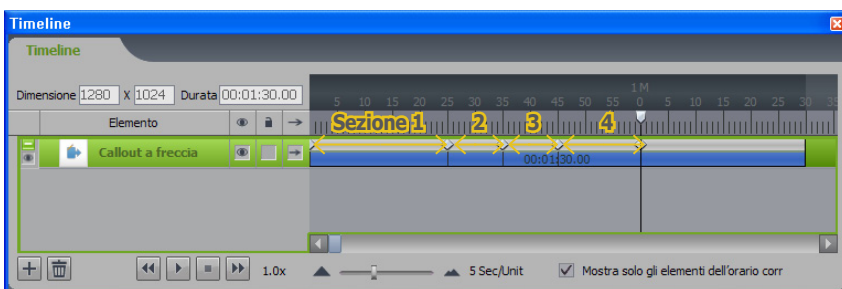 Timeline
Timeline
Dimensione 1280 X 1024 Durata 00:01:30.00
1 M
5 10 15 20 25 30 35 40 45 50 55 0 5 10 15 20 25 30 35
Elemento
Sezione 1 2 3 4
Callout a freccia
00:01:30.00
1.0x
5 Sec/Unit
Mostra solo gli elementi dell'orario corr